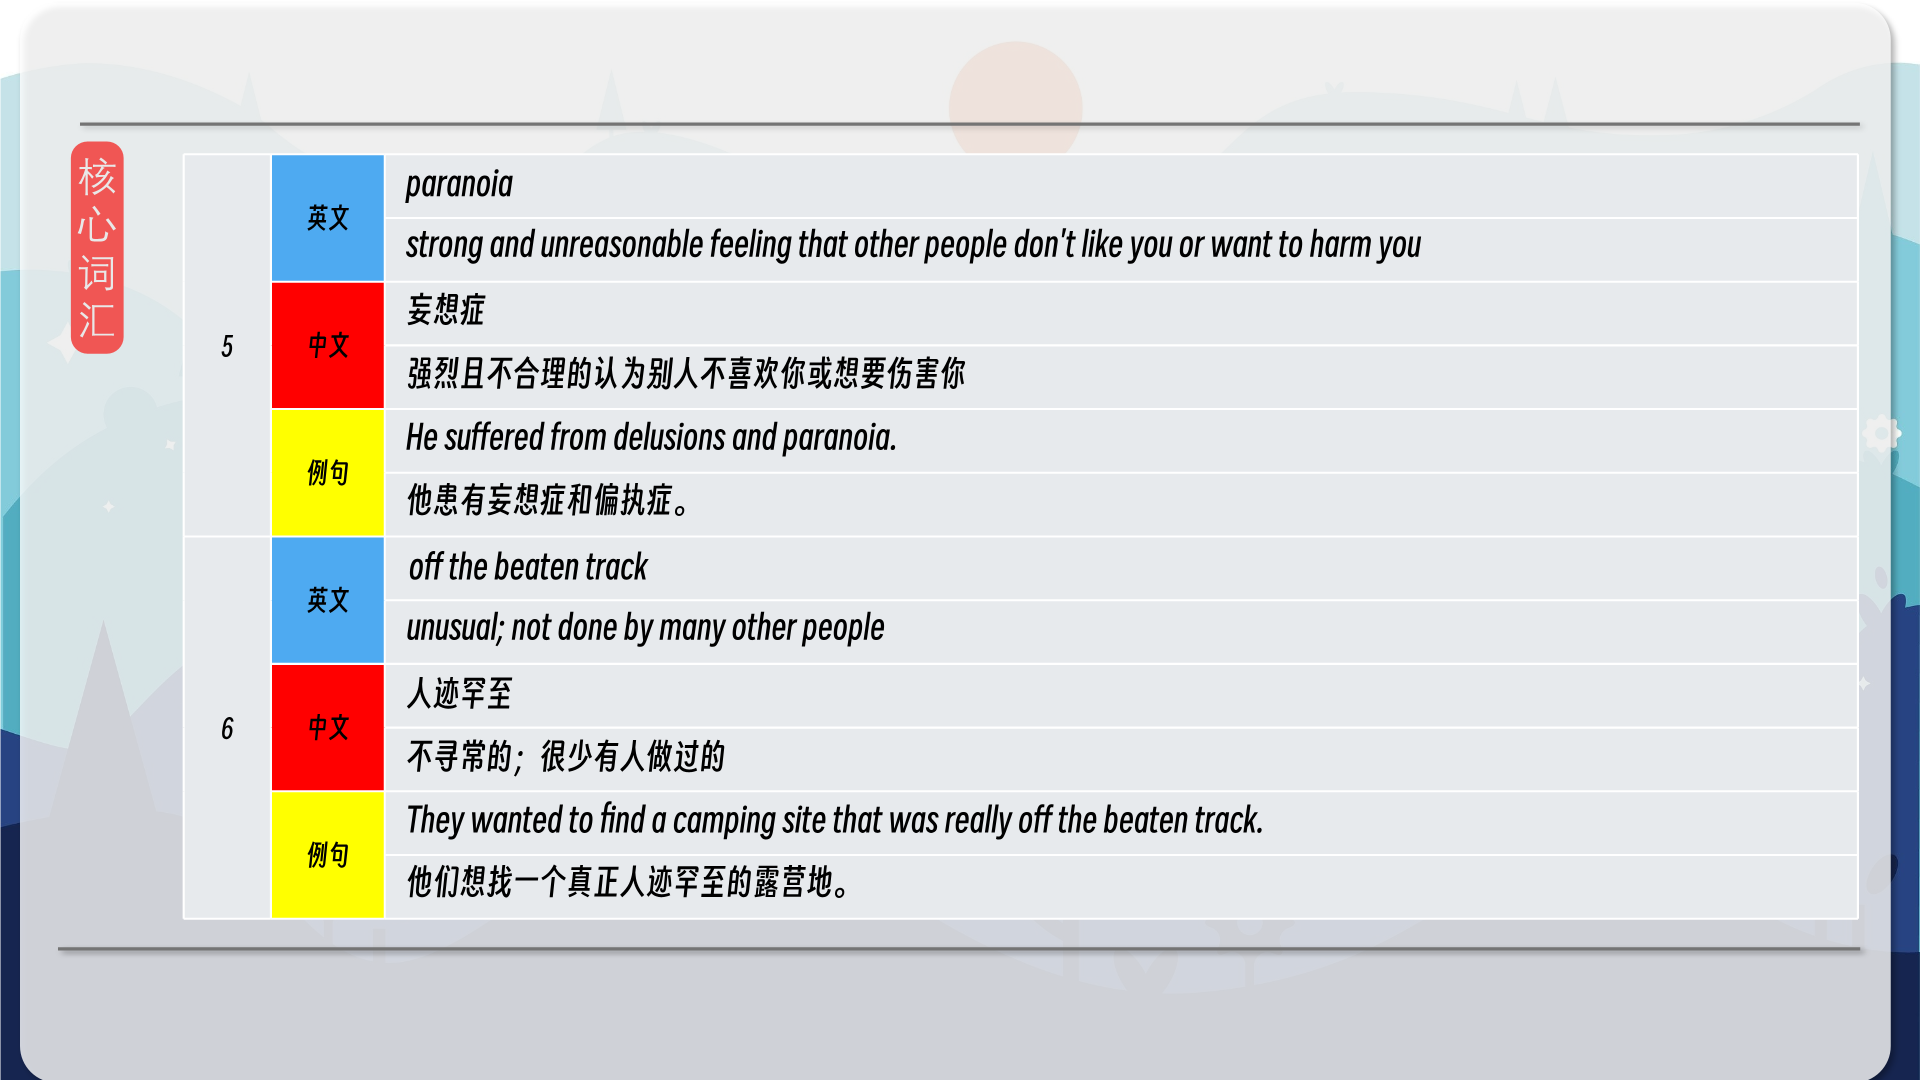 核心词汇
5
英文
paranoia
strong and unreasonable feeling that other people don't like you or want to harm you
中文
妄想症
强烈且不合理的认为别人不喜欢你或想要伤害你
例句
He suffered from delusions and paranoia.
他患有妄想症和偏执症。
6
英文
off the beaten track
unusual; not done by many other people
中文
人迹罕至
不寻常的；很少有人做过的
例句
They wanted to find a camping site that was really off the beaten track.
他们想找一个真正人迹罕至的露营地。